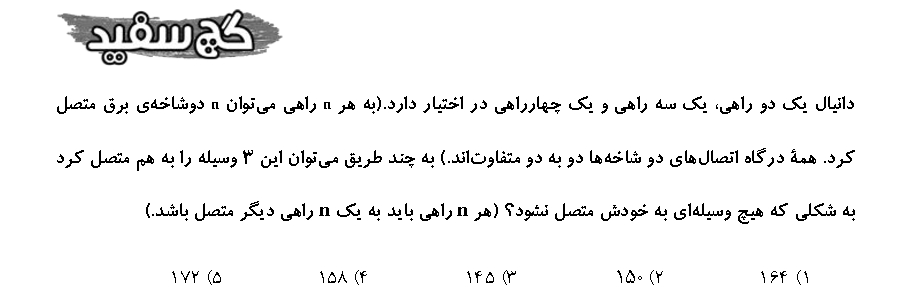 گچ سفید
دانیال یک دو راهی، یک سه راهی و یک چهارراهی در اختیار دارد.(به هر n راهی می‌توان n دوشاخه‌ی برق متصل
کرد. همهٔ درگاه اتصال‌های دو شاخه‌ها دو به دو متفاوت‌اند.) به چند طریق می‌توان این ۳ وسیله را به هم متصل کرد
به شکلی که هیچ وسیله‌ای به خودش متصل نشود؟ (هر n راهی باید به یک n راهی دیگر متصل باشد.)
۱) ۱۶۴ ۲) ۱۵۰ ۳) ۱۴۵ ۴) ۱۵۸ ۵) ۱۷۲